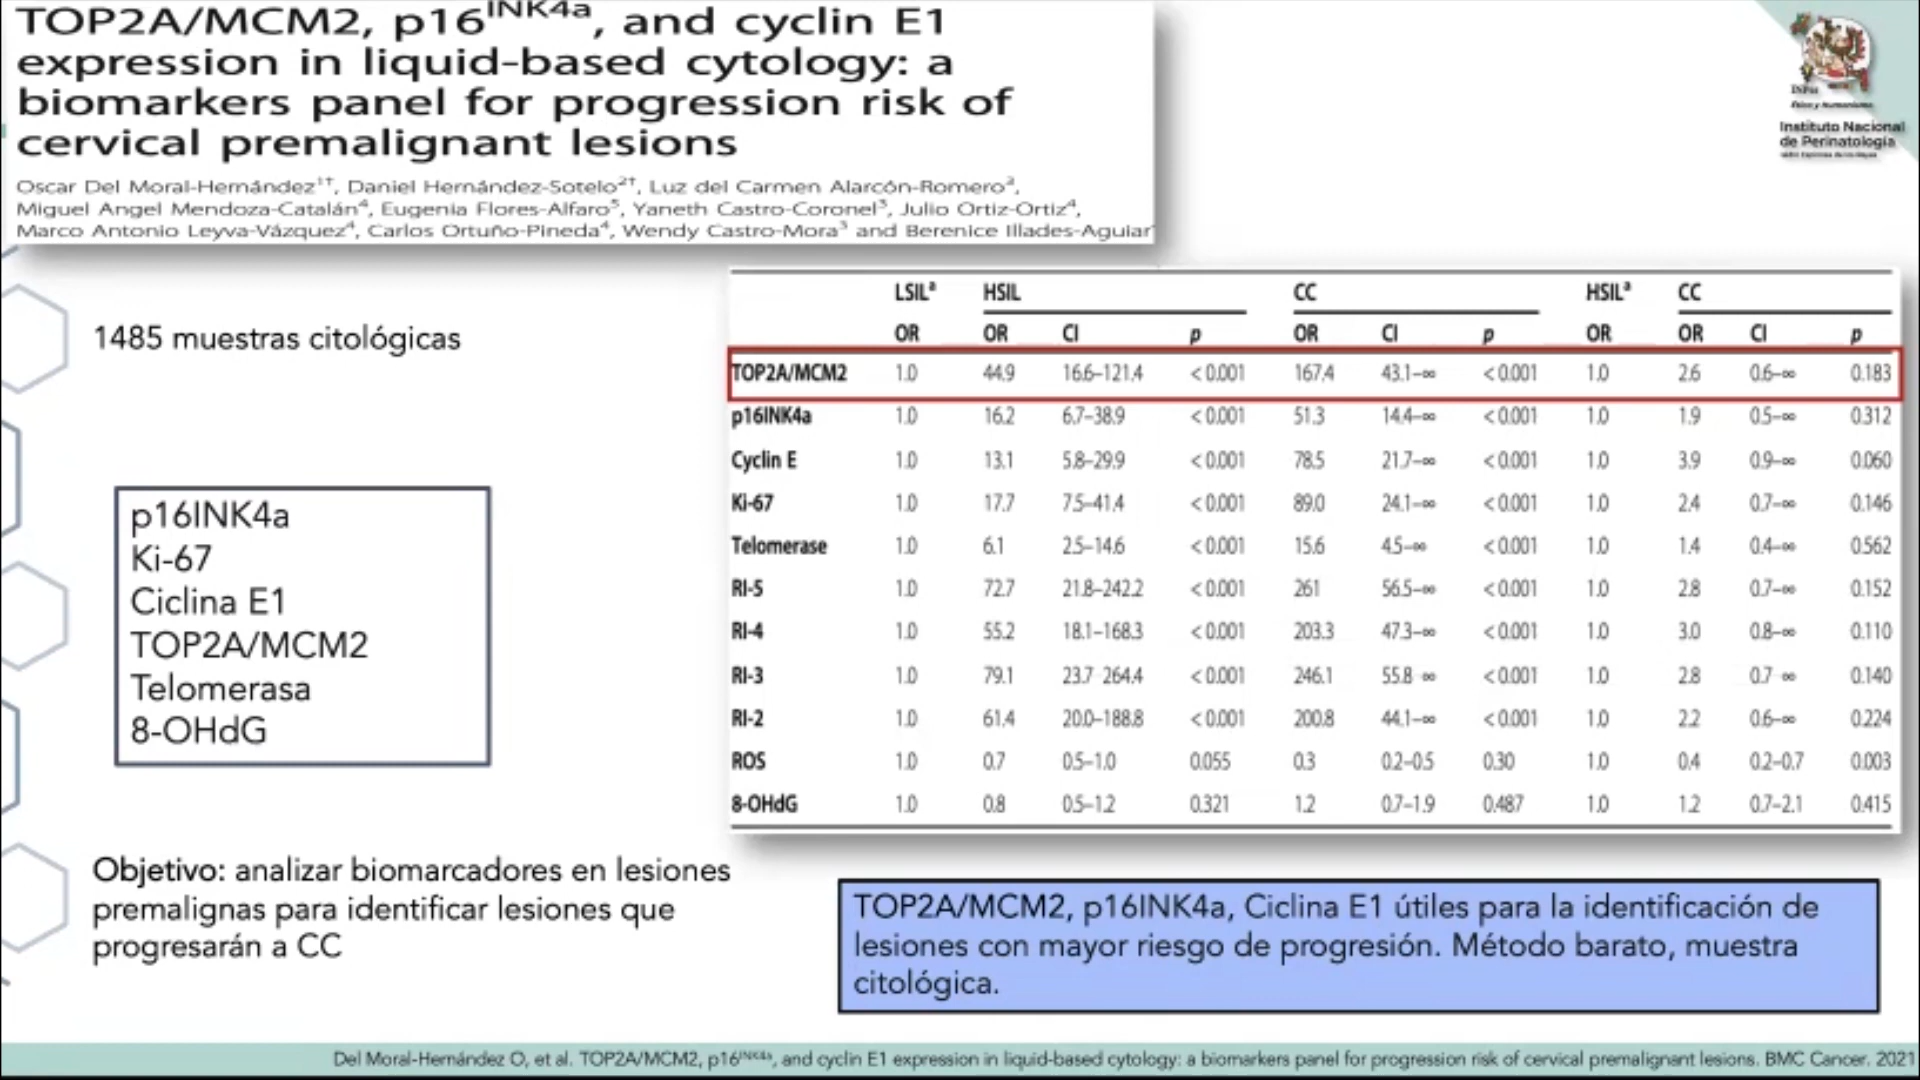 TOP2A/MCM2, p16INK4a, and cyclin E1
expression in liquid-based cytology: a
biomarkers panel for progression risk of
cervical premalignant lesions
Oscar Del Moral-Hernández1†, Daniel Hernández-Sotelo2†, Luz del Carmen Alarcón-Romero3,
Miguel Angel Mendoza-Catalán4, Eugenia Flores-Alfaro5, Yaneth Castro-Coronel3, Julio Ortiz-Ortiz4,
Marco Antonio Leyva-Vázquez4, Carlos Ortuño-Pineda4, Wendy Castro-Mora3 and Berenice Illades-Aguiar
INPer
Instituto Nacional
de Perinatología
1485 muestras citológicas
p16INK4a
Ki-67
Ciclina E1
TOP2A/MCM2
Telomerasa
8-OHdG
Objetivo: analizar biomarcadores en lesiones
premalignas para identificar lesiones que
progresarán a CC
LSILa HSIL CC HSILa CC
OR OR CI p OR CI p OR OR CI p
TOP2A/MCM2 1.0 44.9 16.6–121.4 <0.001 167.4 43.1–∞ <0.001 1.0 2.6 0.6–∞ 0.183
p16INK4a 1.0 16.2 6.7–38.9 <0.001 51.3 14.4–∞ <0.001 1.0 1.9 0.5–∞ 0.312
Cyclin E 1.0 13.1 5.8–29.9 <0.001 78.5 21.7–∞ <0.001 1.0 3.9 0.9–∞ 0.060
Ki-67 1.0 17.7 7.5–41.4 <0.001 89.0 24.1–∞ <0.001 1.0 2.4 0.7–∞ 0.146
Telomerase 1.0 6.1 2.5–14.6 <0.001 15.6 4.5–∞ <0.001 1.0 1.4 0.4–∞ 0.562
RI-5 1.0 72.7 21.8–242.2 <0.001 261 56.5–∞ <0.001 1.0 2.8 0.7–∞ 0.152
RI-4 1.0 55.2 18.1–168.3 <0.001 203.3 47.3–∞ <0.001 1.0 3.0 0.8–∞ 0.110
RI-3 1.0 79.1 23.7 264.4 <0.001 246.1 55.8 ∞ <0.001 1.0 2.8 0.7 ∞ 0.140
RI-2 1.0 61.4 20.0–188.8 <0.001 200.8 44.1–∞ <0.001 1.0 2.2 0.6–∞ 0.224
ROS 1.0 0.7 0.5–1.0 0.055 0.3 0.2–0.5 0.30 1.0 0.4 0.2–0.7 0.003
8-OHdG 1.0 0.8 0.5–1.2 0.321 1.2 0.7–1.9 0.487 1.0 1.2 0.7–2.1 0.415
TOP2A/MCM2, p16INK4a, Ciclina E1 útiles para la identificación de
lesiones con mayor riesgo de progresión. Método barato, muestra
citológica.
Del Moral-Hernández O, et al. TOP2A/MCM2, p16INK4a, and cyclin E1 expression in liquid-based cytology: a biomarkers panel for progression risk of cervical premalignant lesions. BMC Cancer. 2021